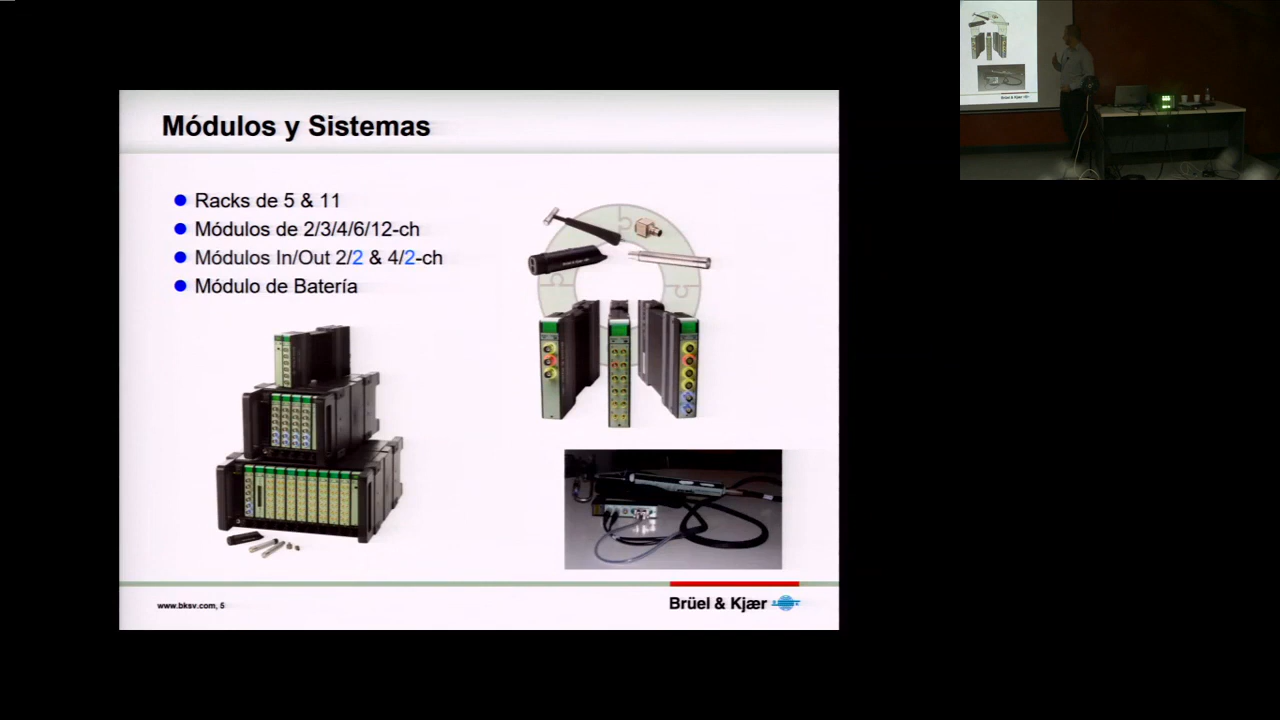 Módulos y Sistemas
Racks de 5 & 11
Módulos de 2/3/4/6/12-ch
Módulos In/Out 2/2 & 4/2-ch
Módulo de Batería
www.bksv.com, 5
Brüel & Kjær